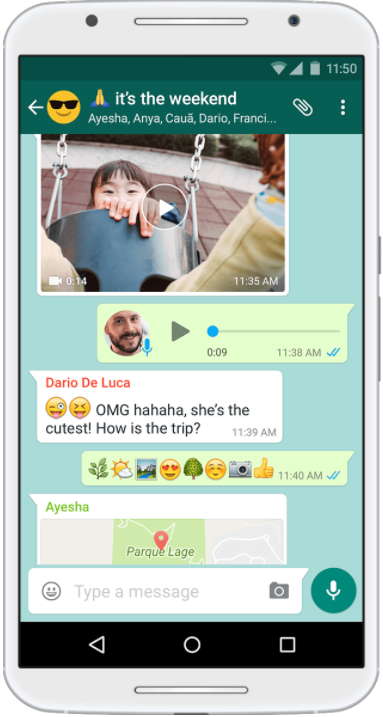 11:50
🙏 it's the weekend
Ayesha, Anya, Cauã, Dario, Franci...
0:14
11:35 AM
0:09
11:38 AM
Dario De Luca
😜😝 OMG hahaha, she's the
cutest! How is the trip?
11:39 AM
🌿🌤️🏞️😍🌳☺️📷👍
11:40 AM
Ayesha
Parque Lage
Type a message